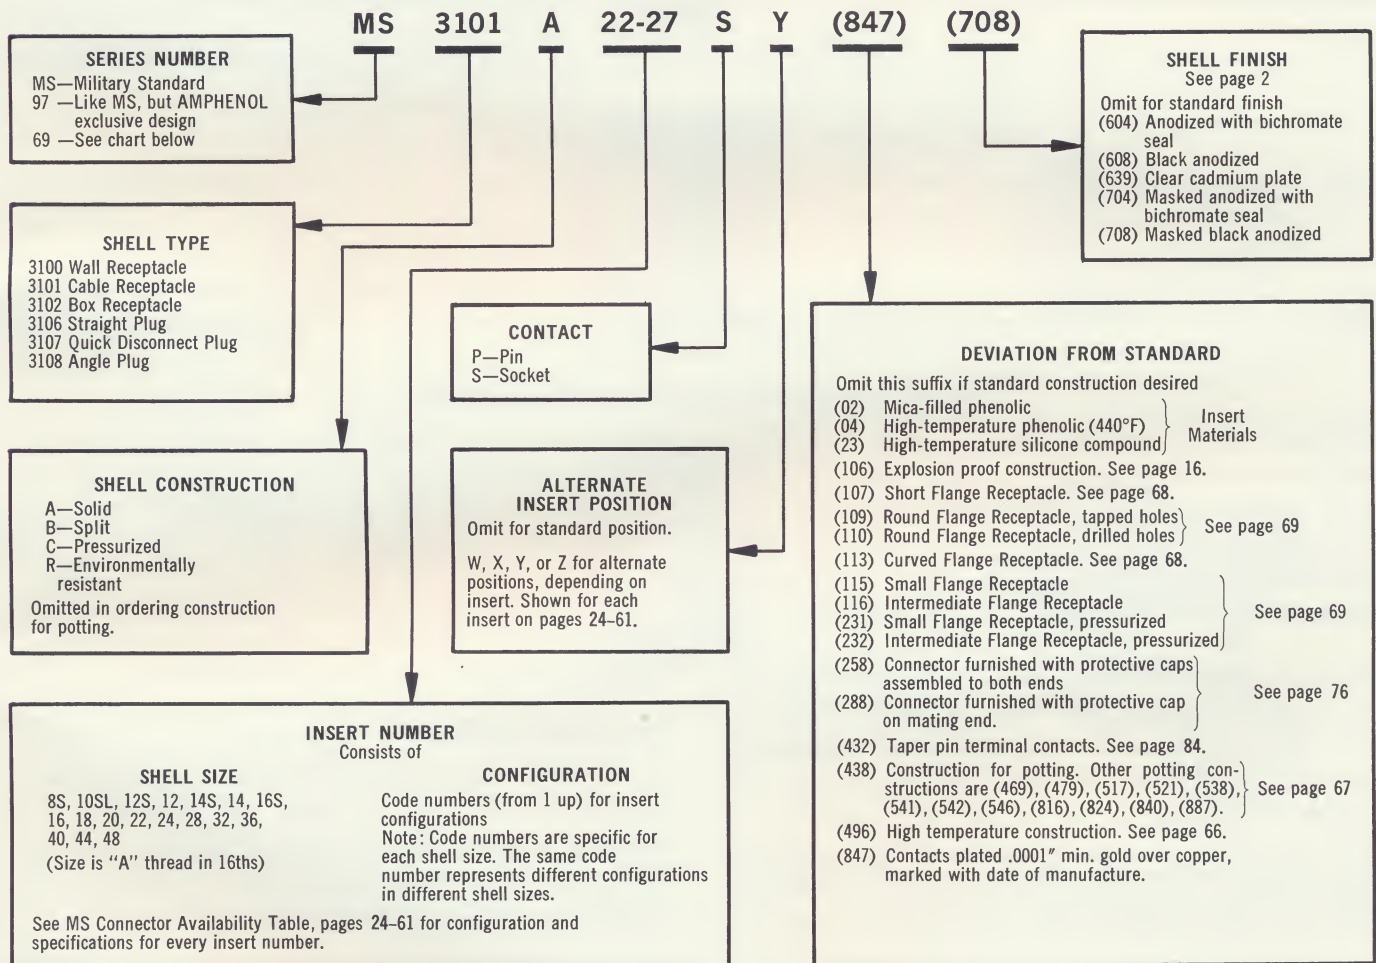 MS 3101 A 22-27 S Y (847) (708)
SERIES NUMBER
MS—Military Standard
97 —Like MS, but AMPHENOL
exclusive design
69 —See chart below
SHELL FINISH
See page 2
Omit for standard finish
(604) Anodized with bichromate
seal
(608) Black anodized
(639) Clear cadmium plate
(704) Masked anodized with
bichromate seal
(708) Masked black anodized
SHELL TYPE
3100 Wall Receptacle
3101 Cable Receptacle
3102 Box Receptacle
3106 Straight Plug
3107 Quick Disconnect Plug
3108 Angle Plug
CONTACT
P—Pin
S—Socket
SHELL CONSTRUCTION
A—Solid
B—Split
C—Pressurized
R—Environmentally
resistant
Omitted in ordering construction
for potting.
ALTERNATE
INSERT POSITION
Omit for standard position.
W, X, Y, or Z for alternate
positions, depending on
insert. Shown for each
insert on pages 24–61.
DEVIATION FROM STANDARD
Omit this suffix if standard construction desired
(02) Mica-filled phenolic
(04) High-temperature phenolic (440°F)
(23) High-temperature silicone compound
Insert
Materials
(106) Explosion proof construction. See page 16.
(107) Short Flange Receptacle. See page 68.
(109) Round Flange Receptacle, tapped holes
(110) Round Flange Receptacle, drilled holes
See page 69
(113) Curved Flange Receptacle. See page 68.
(115) Small Flange Receptacle
(116) Intermediate Flange Receptacle
(231) Small Flange Receptacle, pressurized
(232) Intermediate Flange Receptacle, pressurized
See page 69
(258) Connector furnished with protective caps
assembled to both ends
(288) Connector furnished with protective cap
on mating end.
See page 76
(432) Taper pin terminal contacts. See page 84.
(438) Construction for potting. Other potting con-
structions are (469), (479), (517), (521), (538),
(541), (542), (546), (816), (824), (840), (887).
See page 67
(496) High temperature construction. See page 66.
(847) Contacts plated .0001″ min. gold over copper,
marked with date of manufacture.
INSERT NUMBER
Consists of
SHELL SIZE
8S, 10SL, 12S, 12, 14S, 14, 16S,
16, 18, 20, 22, 24, 28, 32, 36,
40, 44, 48
(Size is "A" thread in 16ths)
CONFIGURATION
Code numbers (from 1 up) for insert
configurations
Note: Code numbers are specific for
each shell size. The same code
number represents different configurations
in different shell sizes.
See MS Connector Availability Table, pages 24–61 for configuration and
specifications for every insert number.